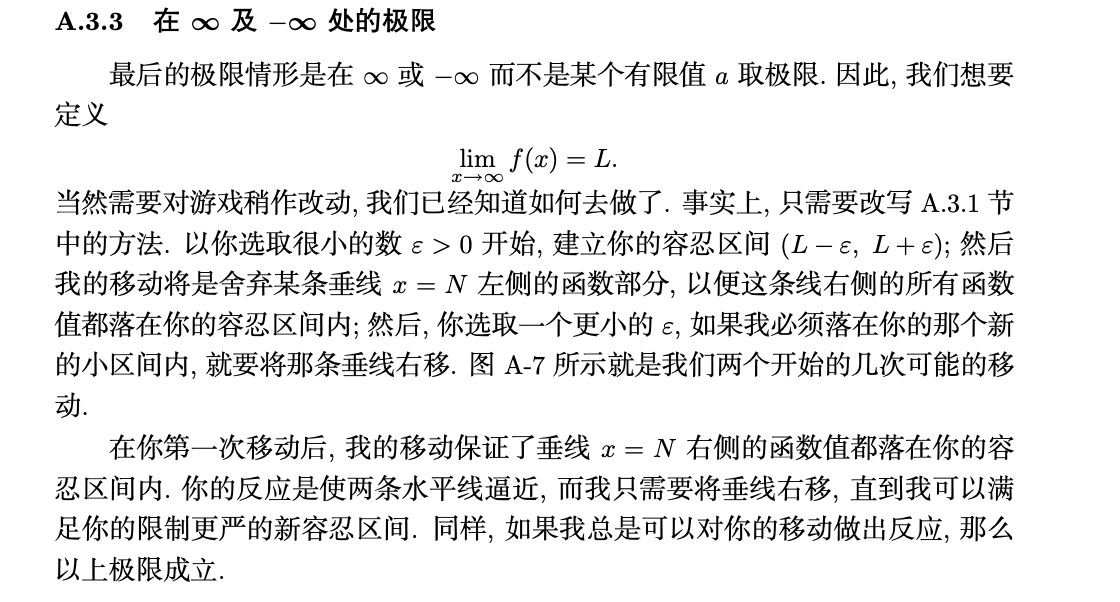 A.3.3 在 ∞ 及 −∞ 处的极限
最后的极限情形是在 ∞ 或 −∞ 而不是某个有限值 a 取极限. 因此, 我们想要
定义
lim f(x) = L.
x→∞
当然需要对游戏稍作改动, 我们已经知道如何去做了. 事实上, 只需要改写 A.3.1 节
中的方法. 以你选取很小的数 ε > 0 开始, 建立你的容忍区间 (L − ε, L + ε); 然后
我的移动将是舍弃某条垂线 x = N 左侧的函数部分, 以便这条线右侧的所有函数
值都落在你的容忍区间内; 然后, 你选取一个更小的 ε, 如果我必须落在你的那个新
的小区间内, 就要将那条垂线右移. 图 A-7 所示就是我们两个开始的几次可能的移
动.
在你第一次移动后, 我的移动保证了垂线 x = N 右侧的函数值都落在你的容
忍区间内. 你的反应是使两条水平线逼近, 而我只需要将垂线右移, 直到我可以满
足你的限制更严的新容忍区间. 同样, 如果我总是可以对你的移动做出反应, 那么
以上极限成立.